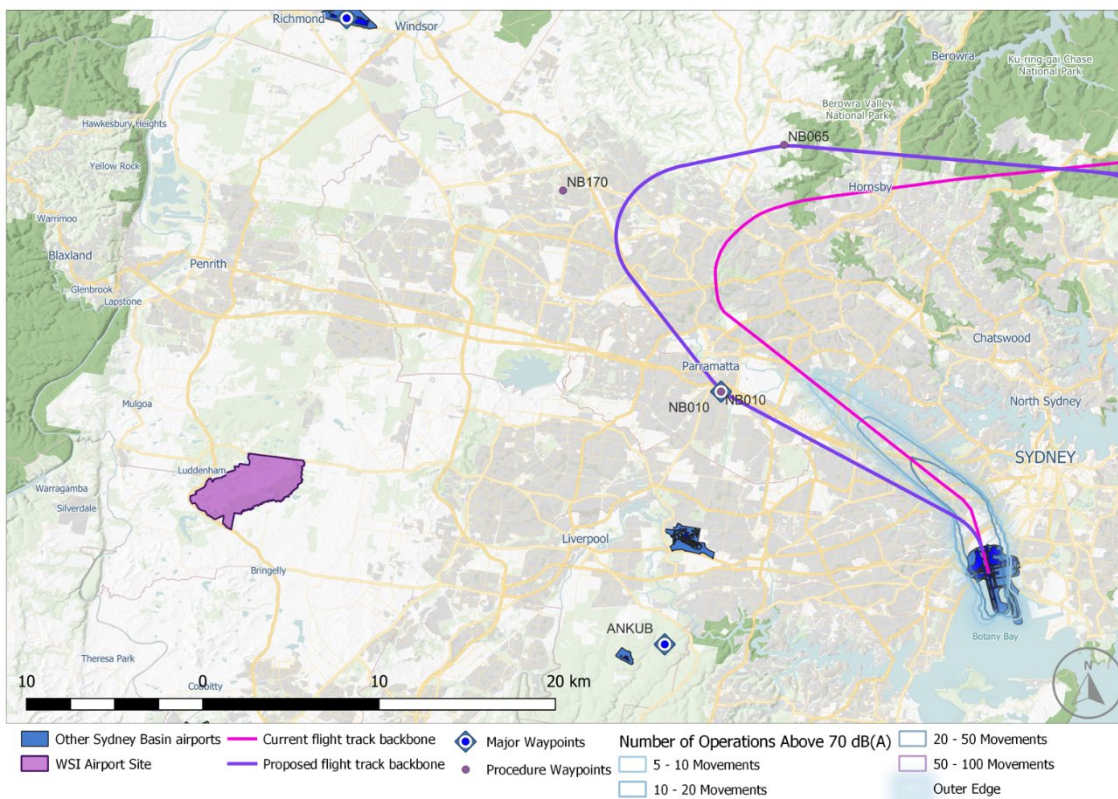 Richmond
Windsor
Berowra
Ku-ring-gai Chase
National Park
Berowra Valley
National Park
Hawkesbury Heights
Yellow Rock
NB065
NB170
Hornsby
Warrimoo
Blaxland
Penrith
Glenbrook
Lapstone
Chatswood
Parramatta
Mulgoa
NB010
NB010
North Sydney
SYDNEY
Luddenham
Warragamba
Silverdale
Liverpool
Bringelly
ANKUB
Botany Bay
Theresa Park
Cobbitty
N
10 0 10 20 km
Other Sydney Basin airports
WSI Airport Site
Current flight track backbone
Proposed flight track backbone
Major Waypoints
Procedure Waypoints
Number of Operations Above 70 dB(A)
5 - 10 Movements
10 - 20 Movements
20 - 50 Movements
50 - 100 Movements
Outer Edge